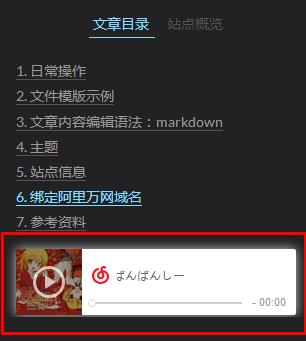 文章目录 站点概览
1. 日常操作
2. 文件模版示例
3. 文章内容编辑语法：markdown
4. 主题
5. 站点信息
6. 绑定阿里万网域名
7. 参考资料
ばんばんしー
- 00:00